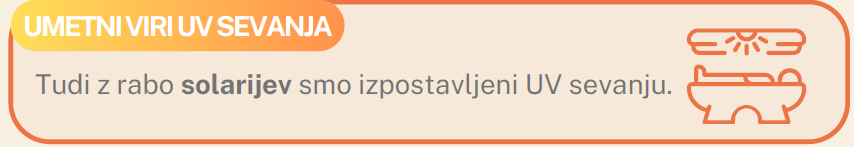 UMETNI VIRI UV SEVANJA
Tudi z rabo solarijev smo izpostavljeni UV sevanju.